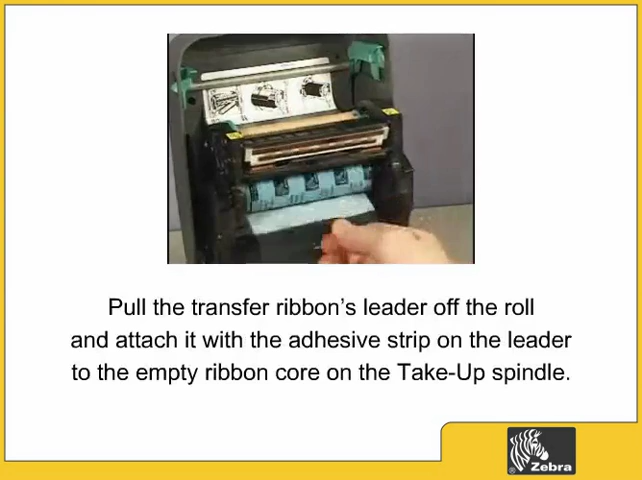 Pull the transfer ribbon's leader off the roll
and attach it with the adhesive strip on the leader
to the empty ribbon core on the Take-Up spindle.
Zebra